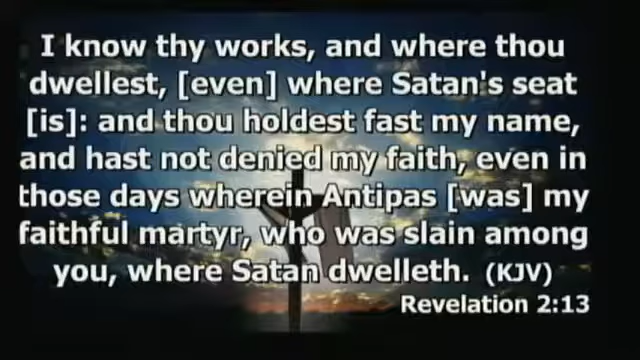 I know thy works, and where thou
dwellest, [even] where Satan's seat
[is]: and thou holdest fast my name,
and hast not denied my faith, even in
those days wherein Antipas [was] my
faithful martyr, who was slain among
you, where Satan dwelleth. (KJV)
Revelation 2:13